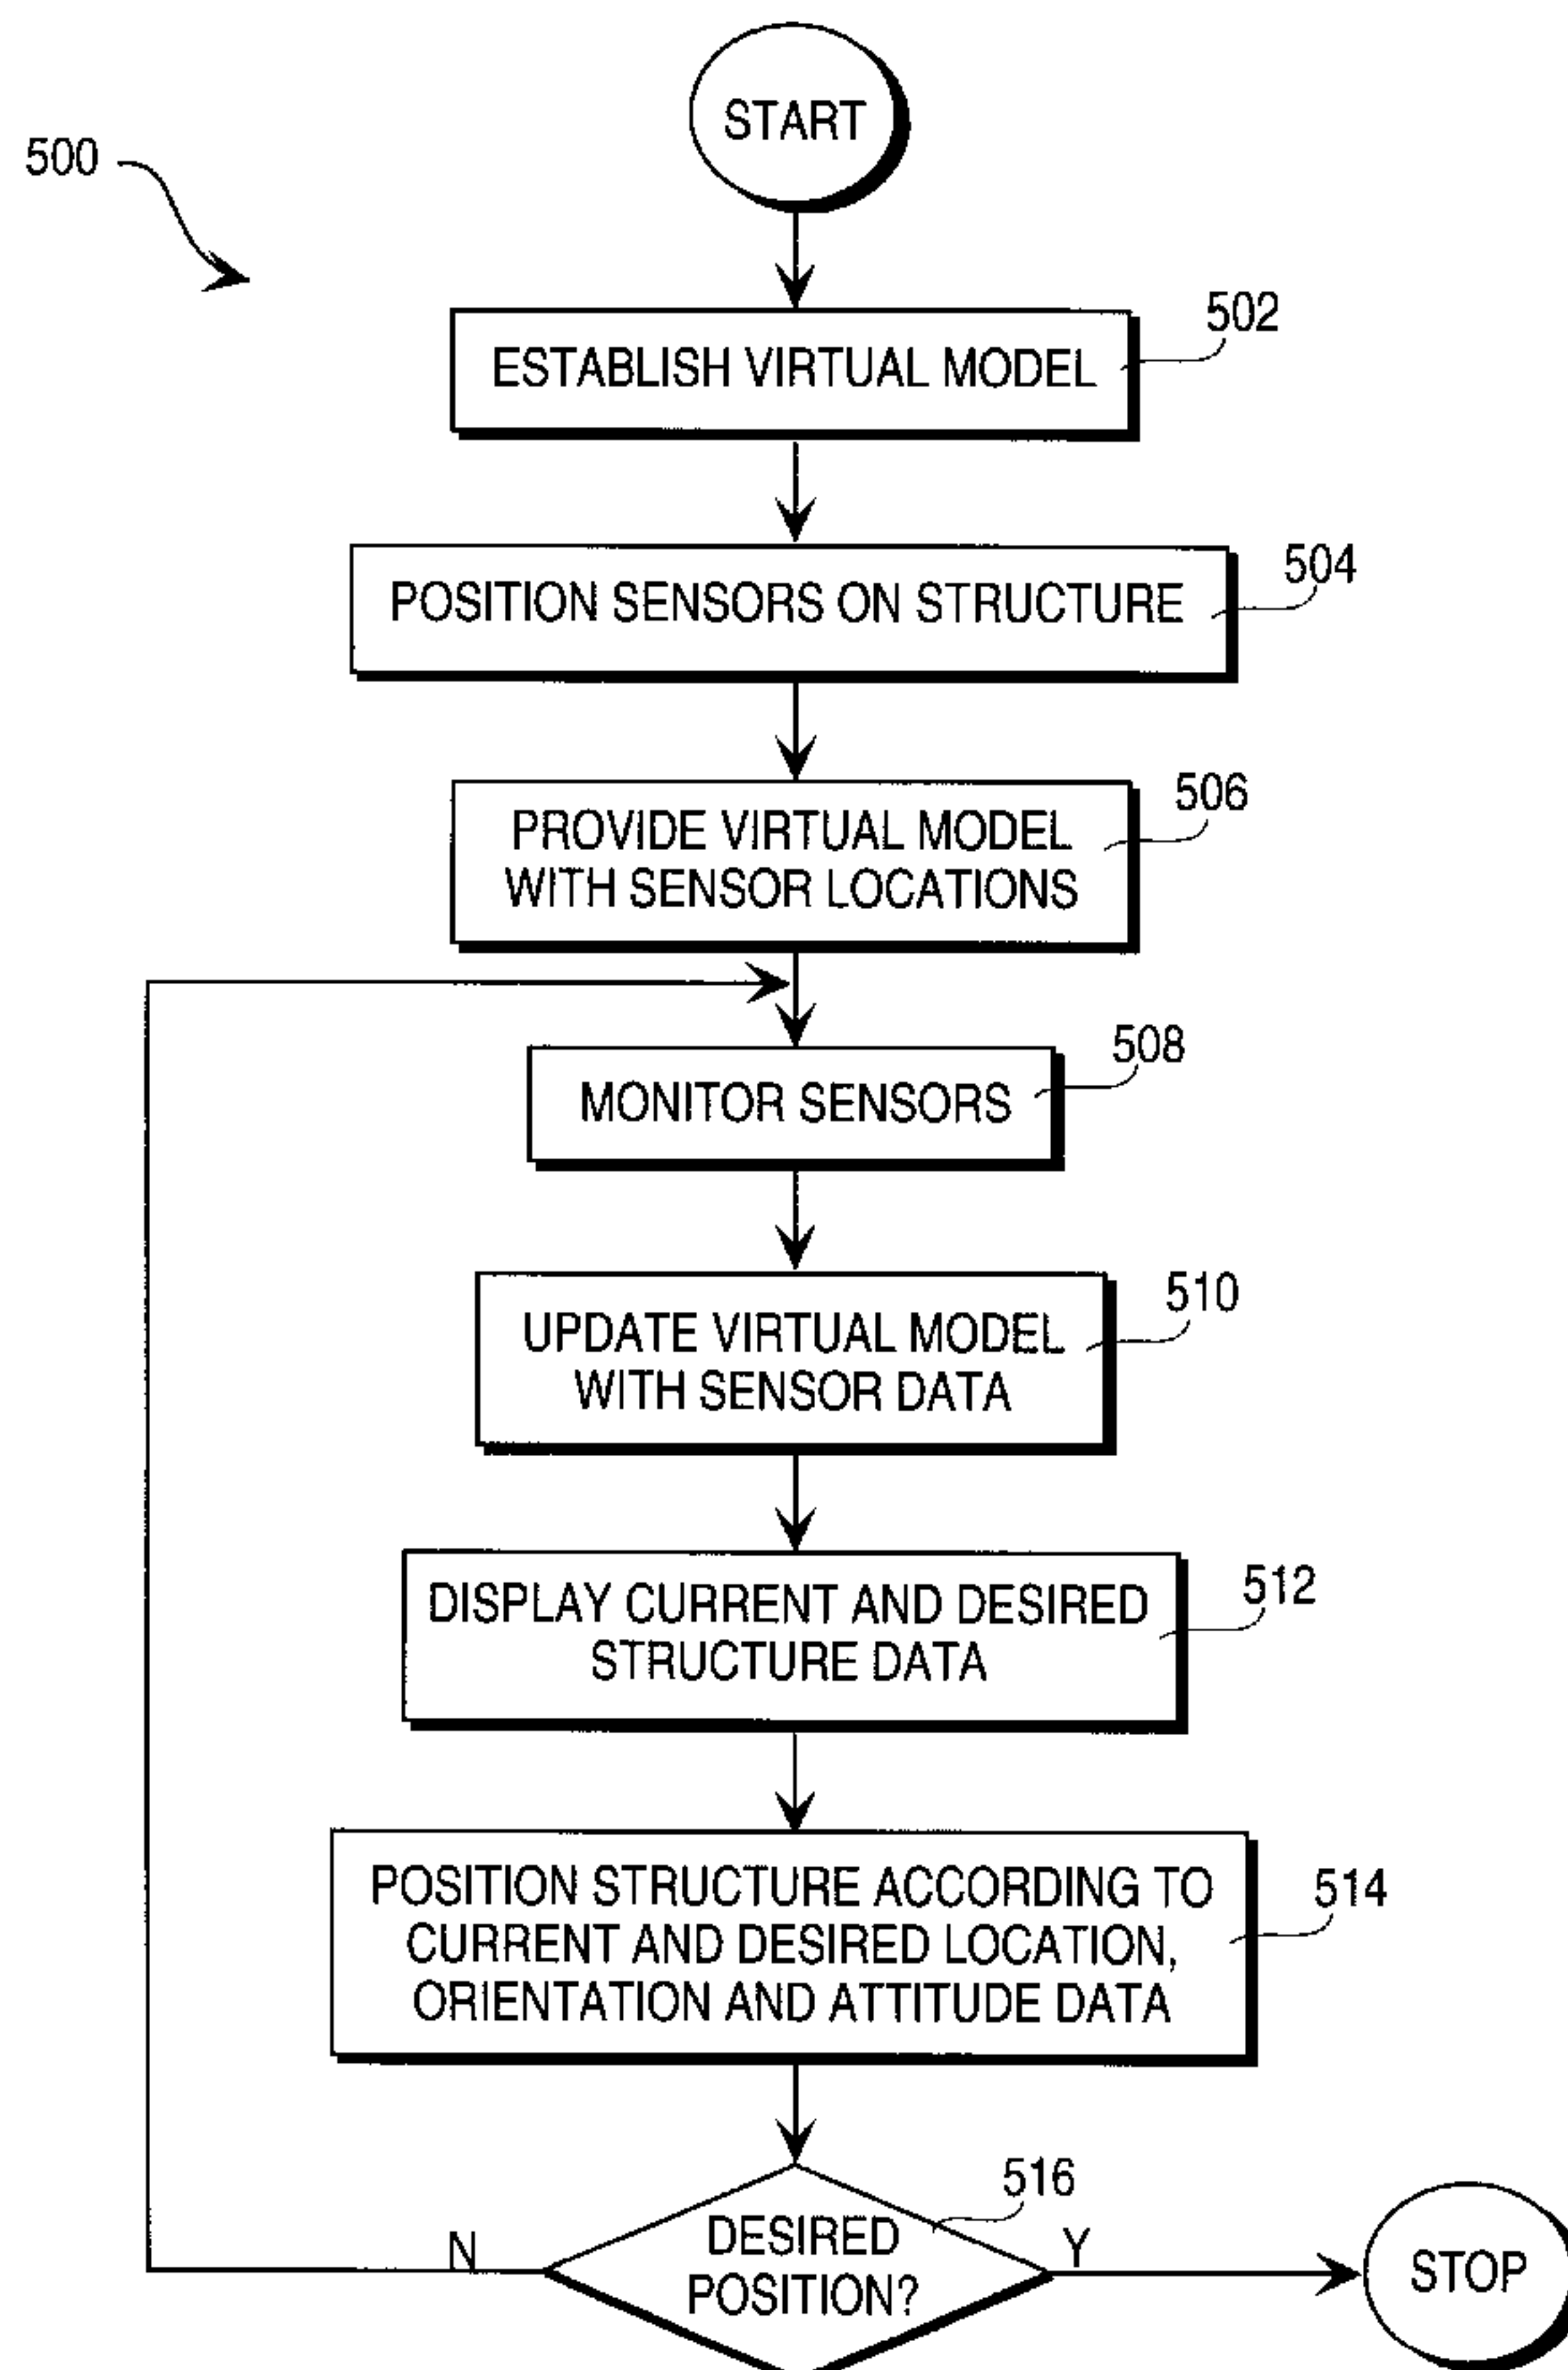 START
500
502
ESTABLISH VIRTUAL MODEL
504
POSITION SENSORS ON STRUCTURE
506
PROVIDE VIRTUAL MODEL
WITH SENSOR LOCATIONS
508
MONITOR SENSORS
510
UPDATE VIRTUAL MODEL
WITH SENSOR DATA
512
DISPLAY CURRENT AND DESIRED
STRUCTURE DATA
514
POSITION STRUCTURE ACCORDING TO
CURRENT AND DESIRED LOCATION,
ORIENTATION AND ATTITUDE DATA
516
N
DESIRED
POSITION?
Y
STOP